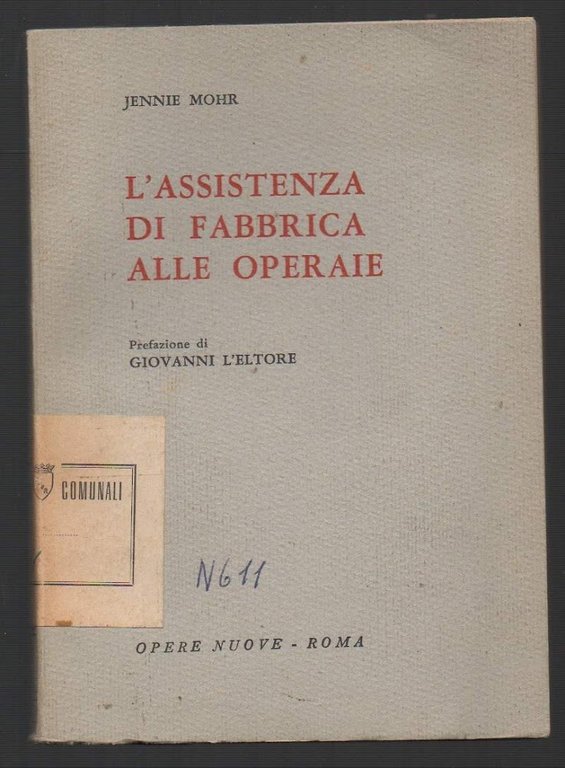 JENNIE MOHR
L'ASSISTENZA
DI FABBRICA
ALLE OPERAIE
Prefazione di
GIOVANNI L'ELTORE
COMUNALI
N611
OPERE NUOVE - ROMA